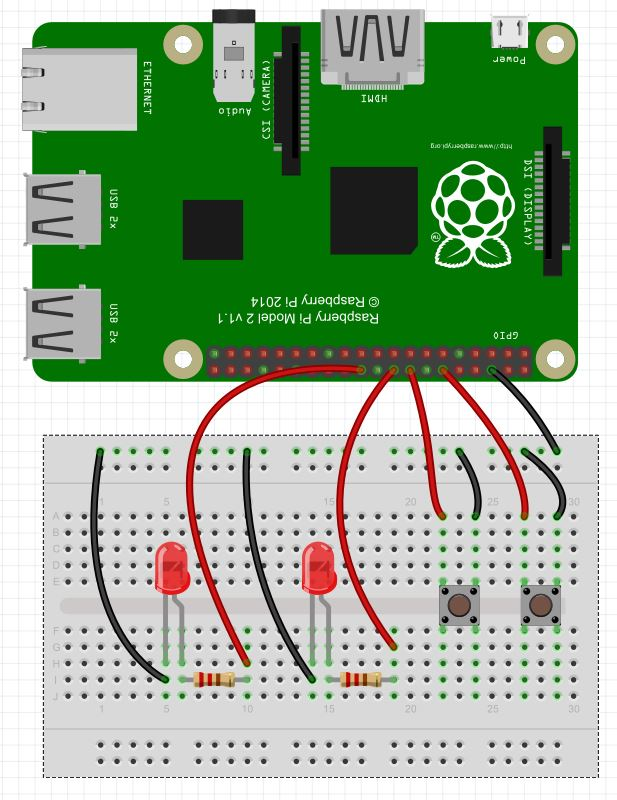 Power
HDMI
Audio
CSI (CAMERA)
ETHERNET
http://www.raspberrypi.org
DSI (DISPLAY)
TM
USB 2x
© Raspberry Pi 2014
Raspberry Pi Model 2 v1.1
USB 2x
GPIO
1 5 10 15 20 25 30
A
B
C
D
E
F
G
H
I
J
1 5 10 15 20 25 30